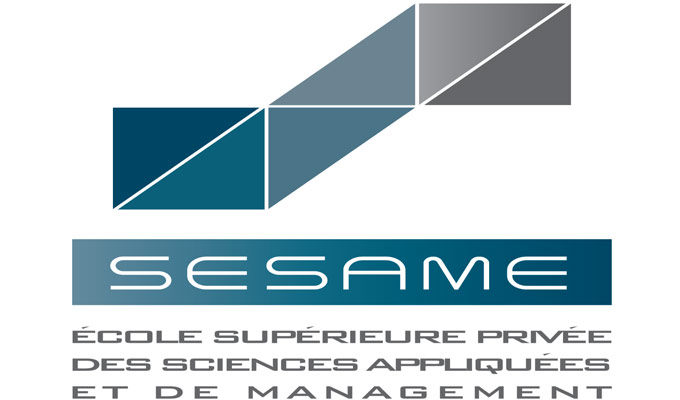 SESAME
ÉCOLE SUPÉRIEURE PRIVÉE
DES SCIENCES APPLIQUÉES
ET DE MANAGEMENT